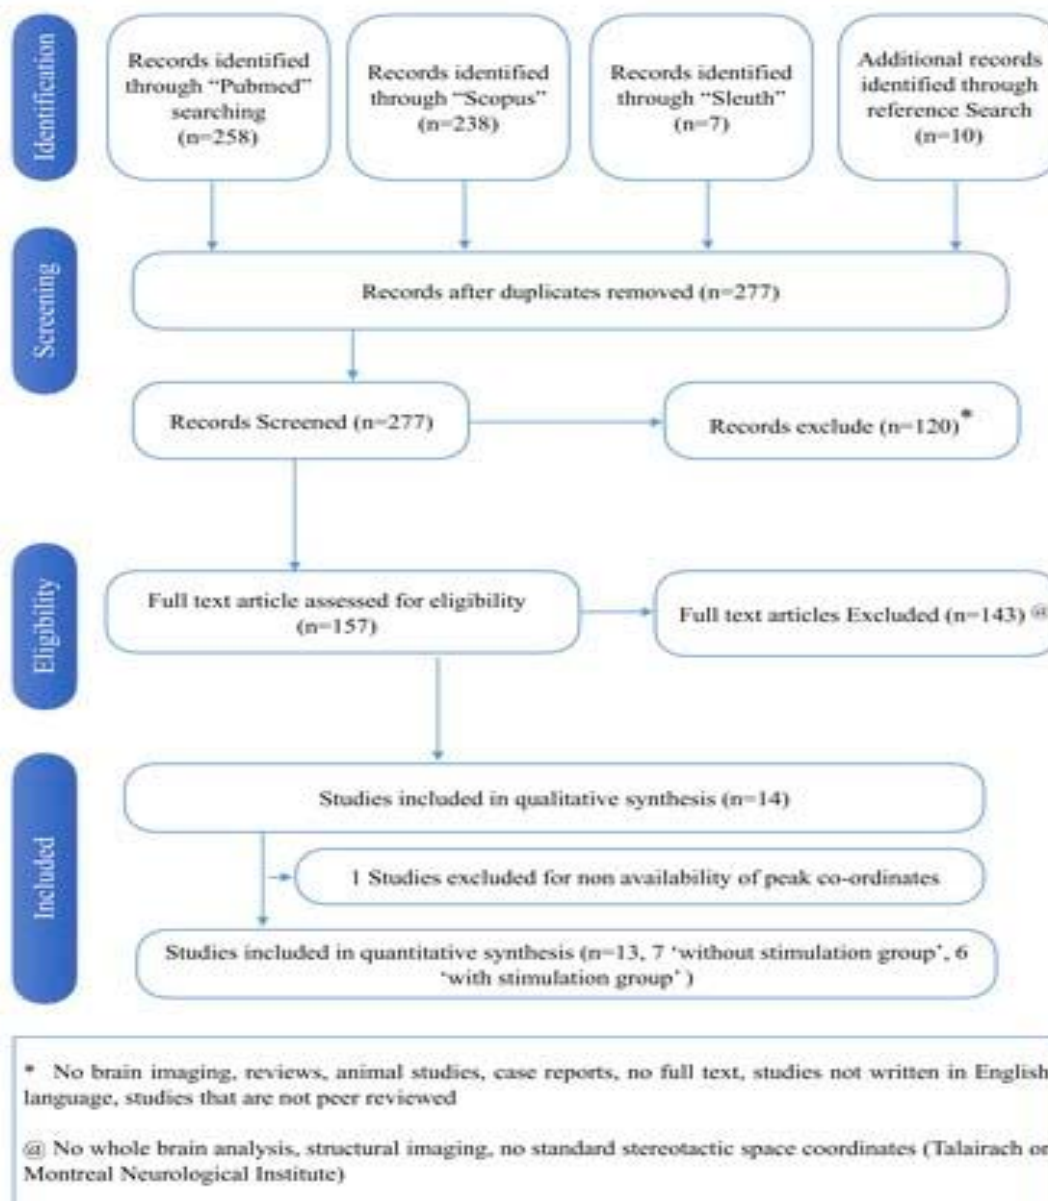 Identification
Records identified
through “Pubmed”
searching
(n=258)
Records identified
through “Scopus”
(n=238)
Records identified
through “Sleuth”
(n=7)
Additional records
identified through
reference Search
(n=10)
Screening
Records after duplicates removed (n=277)
Records Screened (n=277)
Records exclude (n=120)*
Eligibility
Full text article assessed for eligibility
(n=157)
Full text articles Excluded (n=143) @
Included
Studies included in qualitative synthesis (n=14)
1 Studies excluded for non availability of peak co-ordinates
Studies included in quantitative synthesis (n=13, 7 ‘without stimulation group’, 6
‘with stimulation group’ )
* No brain imaging, reviews, animal studies, case reports, no full text, studies not written in English
language, studies that are not peer reviewed
@ No whole brain analysis, structural imaging, no standard stereotactic space coordinates (Talairach or
Montreal Neurological Institute)